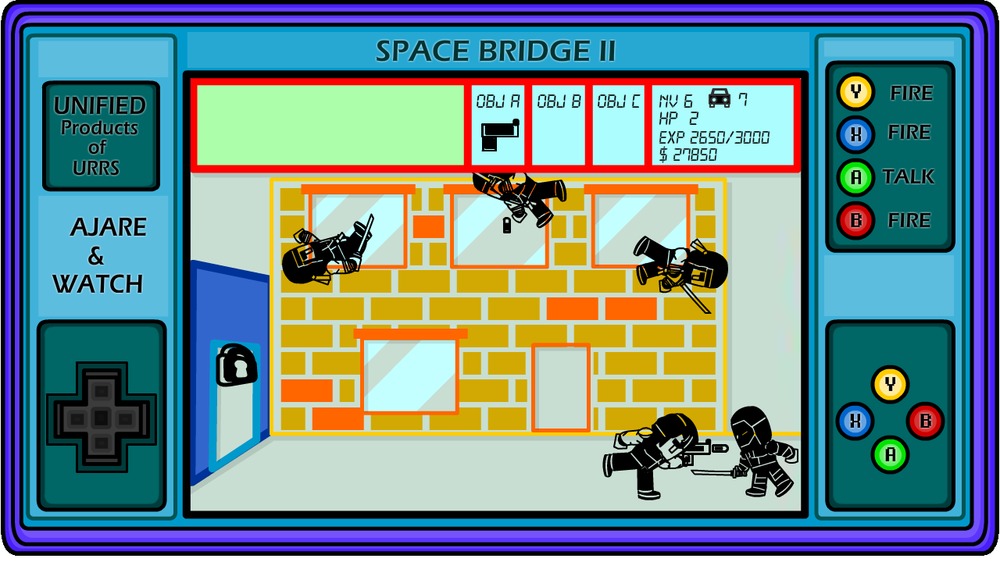 SPACE BRIDGE II
UNIFIED
Products
of
URRS
AJARE
&
WATCH
OBJ A
OBJ B
OBJ C
NV 6 7
HP 2
EXP 2650/3000
$ 27850
Y FIRE
X FIRE
A TALK
B FIRE
Y
X B
A